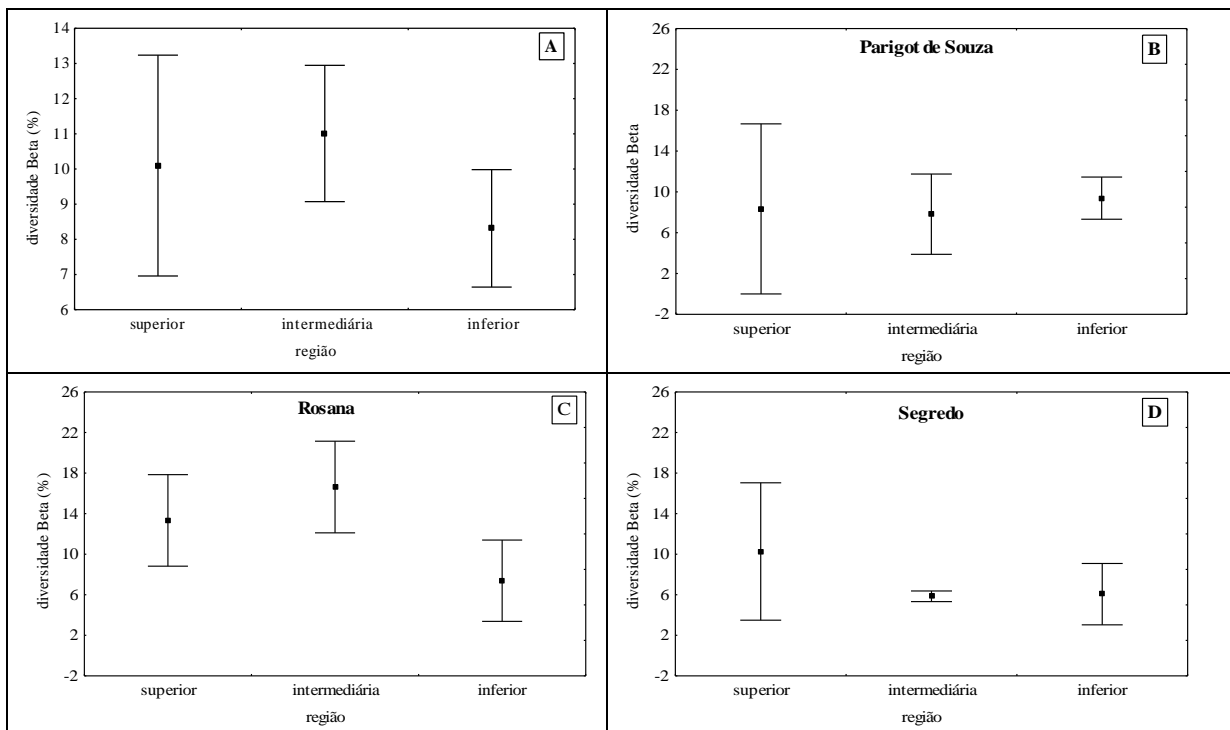 A
diversidade Beta (%)
14
13
12
11
10
9
8
7
6
superior intermediária inferior
região
B
Parigot de Souza
diversidade Beta
26
22
18
14
10
6
2
-2
superior intermediária inferior
região
C
Rosana
diversidade Beta (%)
26
22
18
14
10
6
2
-2
superior intermediária inferior
região
D
Segredo
diversidade Beta (%)
26
22
18
14
10
6
2
-2
superior intermediária inferior
região